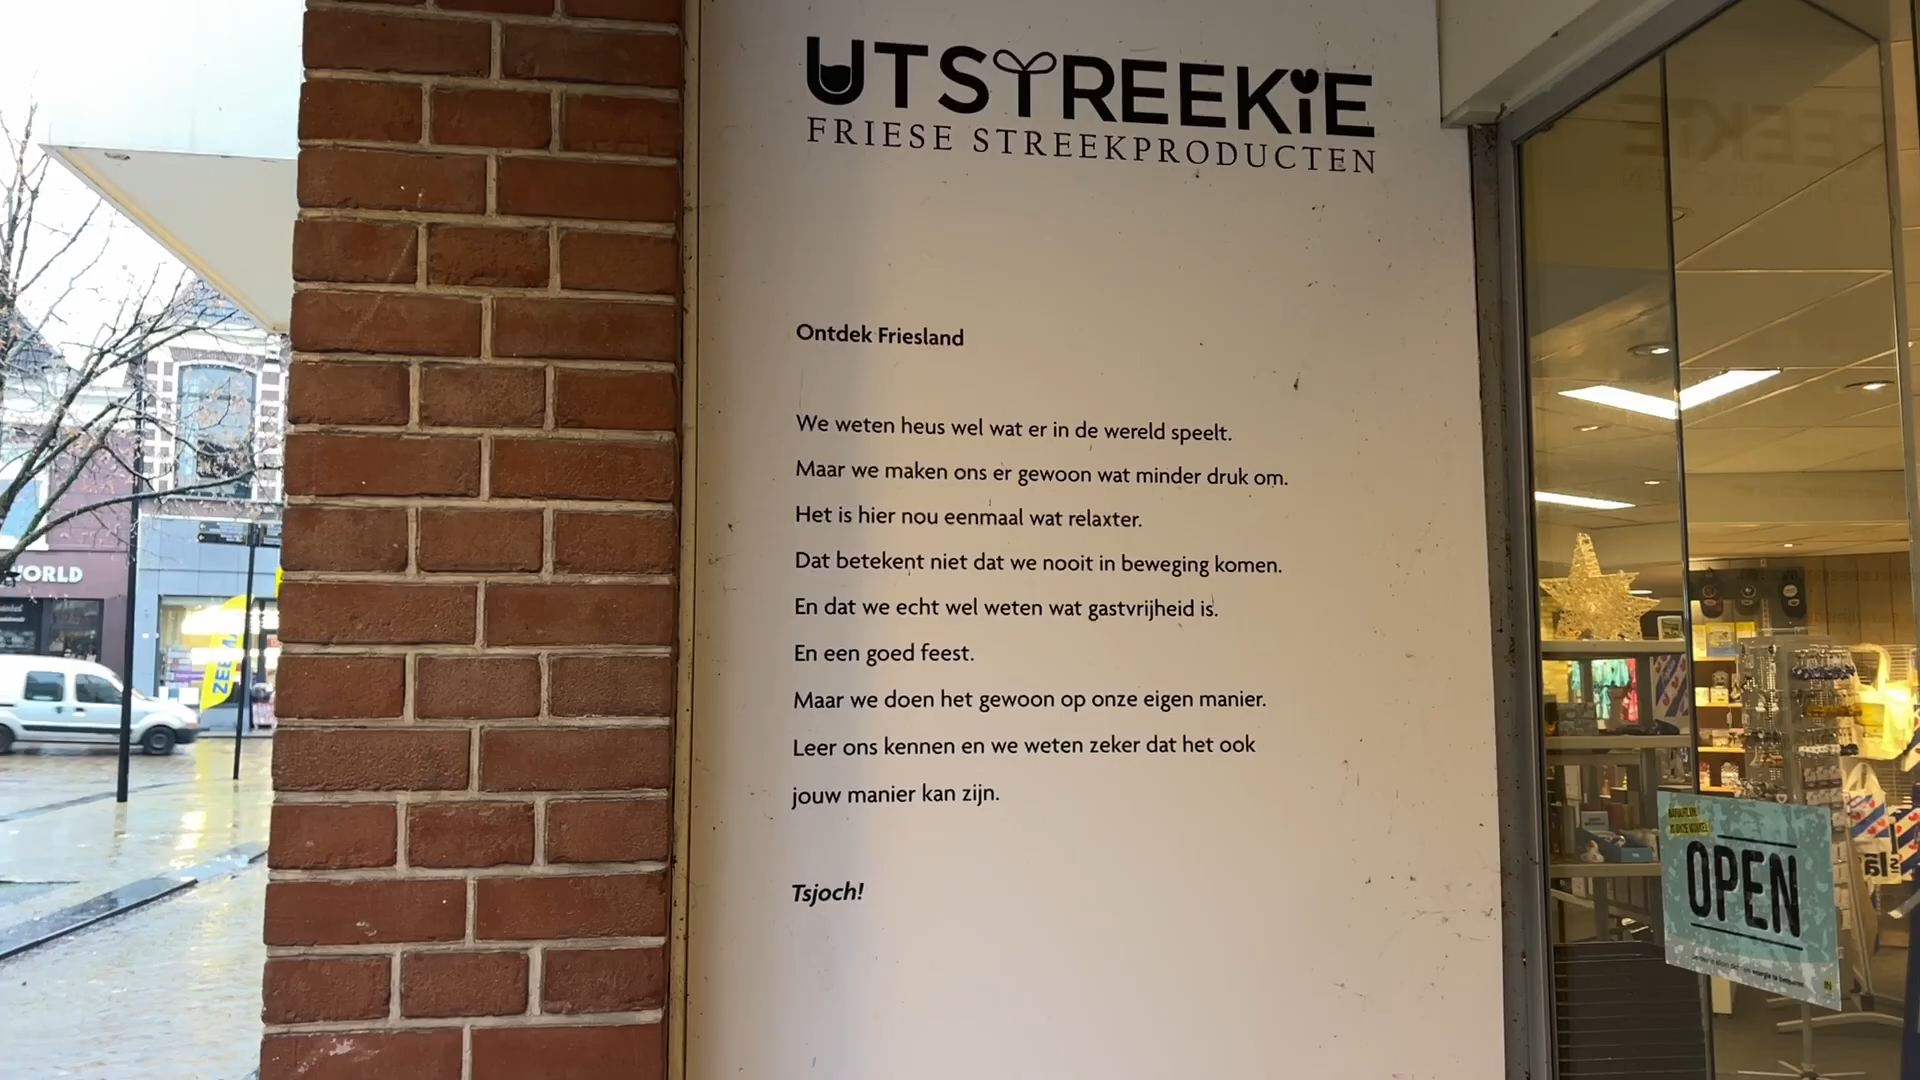 UTSTREEKIE
FRIESE STREEKPRODUCTEN
Ontdek Friesland
We weten heus wel wat er in de wereld speelt.
Maar we maken ons er gewoon wat minder druk om.
Het is hier nou eenmaal wat relaxter.
Dat betekent niet dat we nooit in beweging komen.
En dat we echt wel weten wat gastvrijheid is.
En een goed feest.
Maar we doen het gewoon op onze eigen manier.
Leer ons kennen en we weten zeker dat het ook
jouw manier kan zijn.
Tsjoch!
WORLD
OPEN